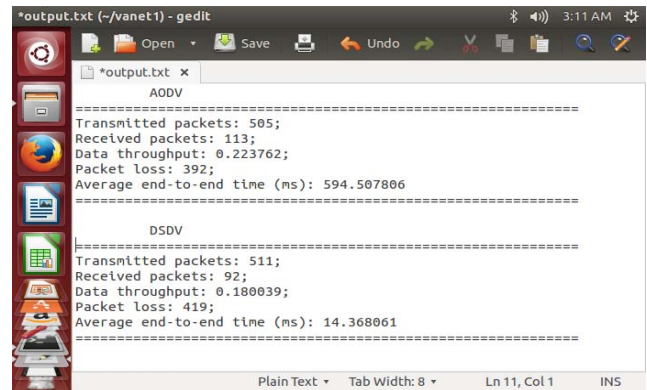 *output.txt (~/vanet1) - gedit 3:11 AM
Open Save Undo
*output.txt ×
AODV
==============================================================
Transmitted packets: 505;
Received packets: 113;
Data throughput: 0.223762;
Packet loss: 392;
Average end-to-end time (ms): 594.507806
==============================================================
DSDV
==============================================================
Transmitted packets: 511;
Received packets: 92;
Data throughput: 0.180039;
Packet loss: 419;
Average end-to-end time (ms): 14.368061
==============================================================
Plain Text Tab Width: 8 Ln 11, Col 1 INS